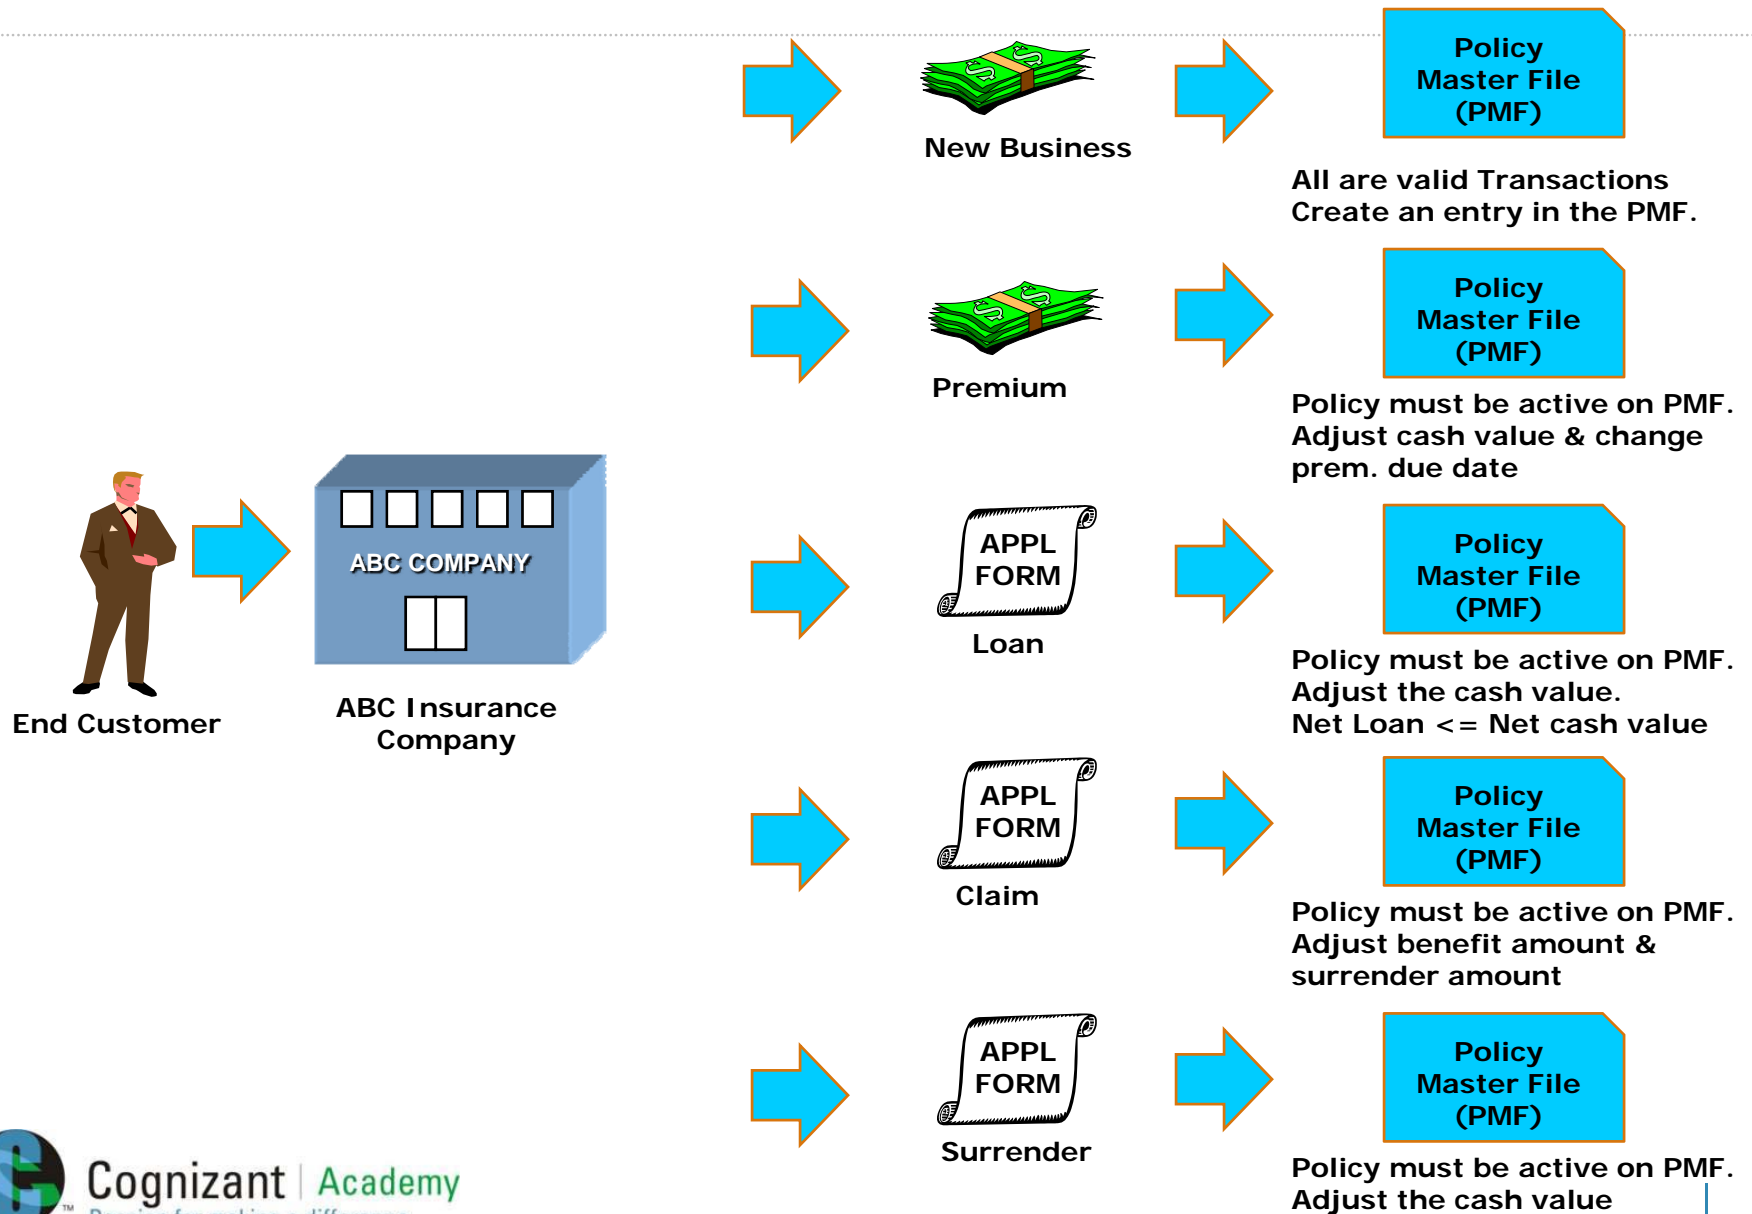 Policy
Master File
(PMF)
New Business
All are valid Transactions
Create an entry in the PMF.
Policy
Master File
(PMF)
Premium
Policy must be active on PMF.
Adjust cash value & change
prem. due date
ABC COMPANY
End Customer
ABC Insurance
Company
APPL
FORM
Loan
Policy
Master File
(PMF)
Policy must be active on PMF.
Adjust the cash value.
Net Loan <= Net cash value
APPL
FORM
Claim
Policy
Master File
(PMF)
Policy must be active on PMF.
Adjust benefit amount &
surrender amount
APPL
FORM
Surrender
Policy
Master File
(PMF)
Policy must be active on PMF.
Adjust the cash value
Cognizant | Academy
TM